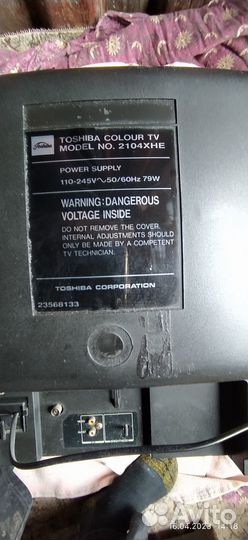 Toshiba
TOSHIBA COLOUR TV
MODEL NO. 2104XHE
POWER SUPPLY
110-245V∿50/60Hz 79W
WARNING: DANGEROUS
VOLTAGE INSIDE
DO NOT REMOVE THE COVER.
INTERNAL ADJUSTMENTS SHOULD
ONLY BE MADE BY A COMPETENT
TV TECHNICIAN.
TOSHIBA CORPORATION
23568133
16.04.2023 14:18
Avito